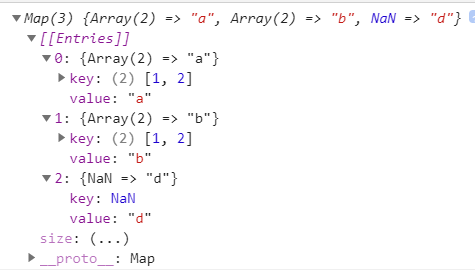 ▼Map(3) {Array(2) => "a", Array(2) => "b", NaN => "d"}
▼[[Entries]]
▼0: {Array(2) => "a"}
▶key: (2) [1, 2]
value: "a"
▼1: {Array(2) => "b"}
▶key: (2) [1, 2]
value: "b"
▼2: {NaN => "d"}
key: NaN
value: "d"
size: (...)
▶__proto__: Map